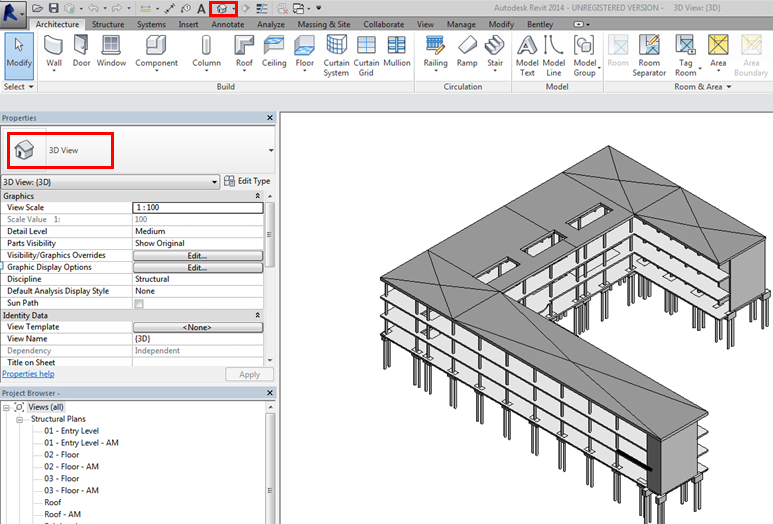 Autodesk Revit 2014 - UNREGISTERED VERSION - 3D View: {3D}
Architecture Structure Systems Insert Annotate Analyze Massing & Site Collaborate View Manage Modify Bentley
Modify Wall Door Window Component Column Roof Ceiling Floor Curtain System Curtain Grid Mullion Railing Ramp Stair Model Text Model Line Model Group Room Room Separator Tag Room Area Area Boundary
Select Build Circulation Model Room & Area
Properties
3D View
3D View: {3D} Edit Type
Graphics
View Scale 1 : 100
Scale Value 1: 100
Detail Level Medium
Parts Visibility Show Original
Visibility/Graphics Overrides Edit...
Graphic Display Options Edit...
Discipline Structural
Default Analysis Display Style None
Sun Path
Identity Data
View Template <None>
View Name {3D}
Dependency Independent
Title on Sheet
Properties help Apply
Project Browser -
Views (all)
Structural Plans
01 - Entry Level
01 - Entry Level - AM
02 - Floor
02 - Floor - AM
03 - Floor
03 - Floor - AM
Roof
Roof - AM